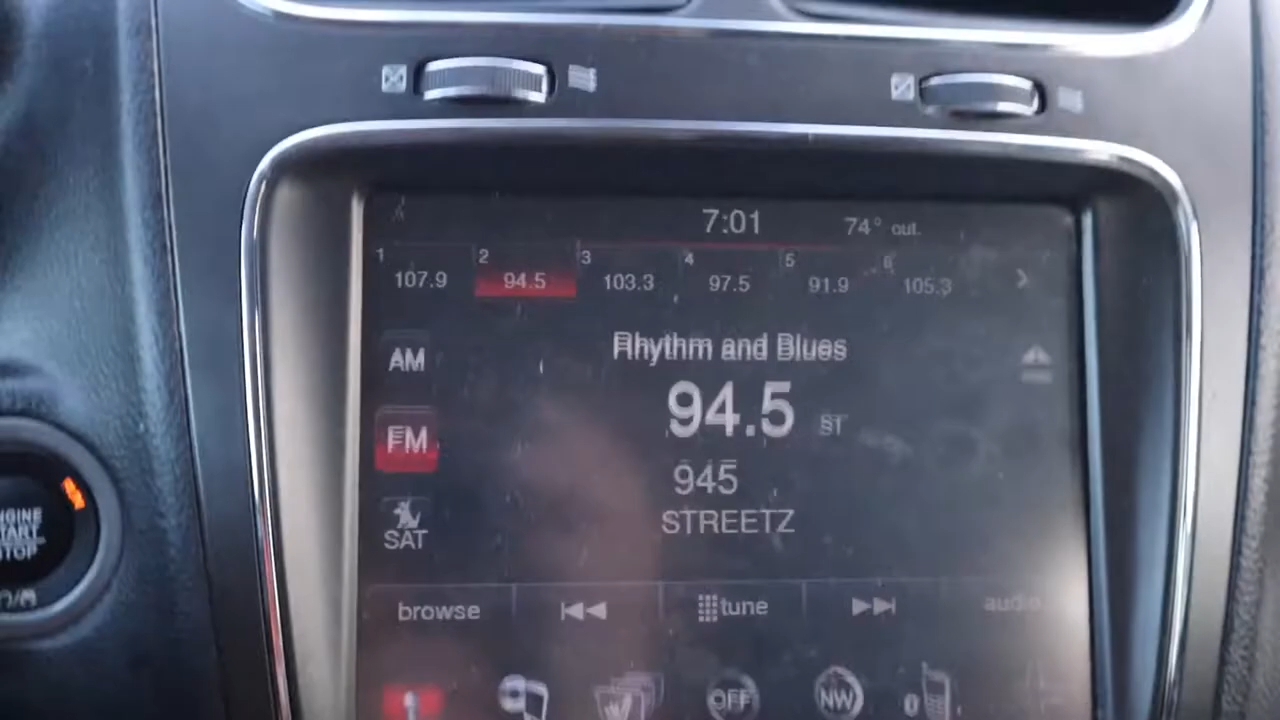 7:01 74° out.
1 2 3 4 5 6
107.9 94.5 103.3 97.5 91.9 105.3
Rhythm and Blues
AM
94.5 ST
FM
945
STREETZ
SAT
ENGINE
START
STOP
browse tune audio
OFF NW